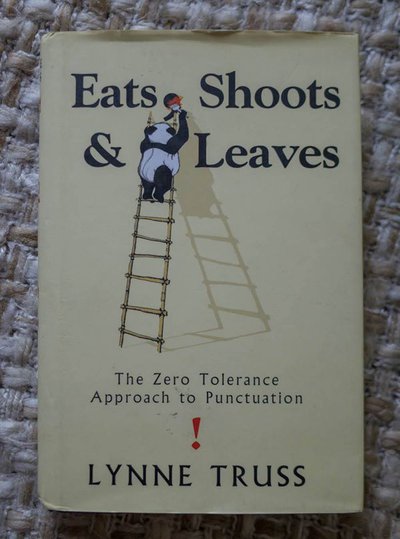 Eats Shoots
& Leaves
The Zero Tolerance
Approach to Punctuation
!
LYNNE TRUSS